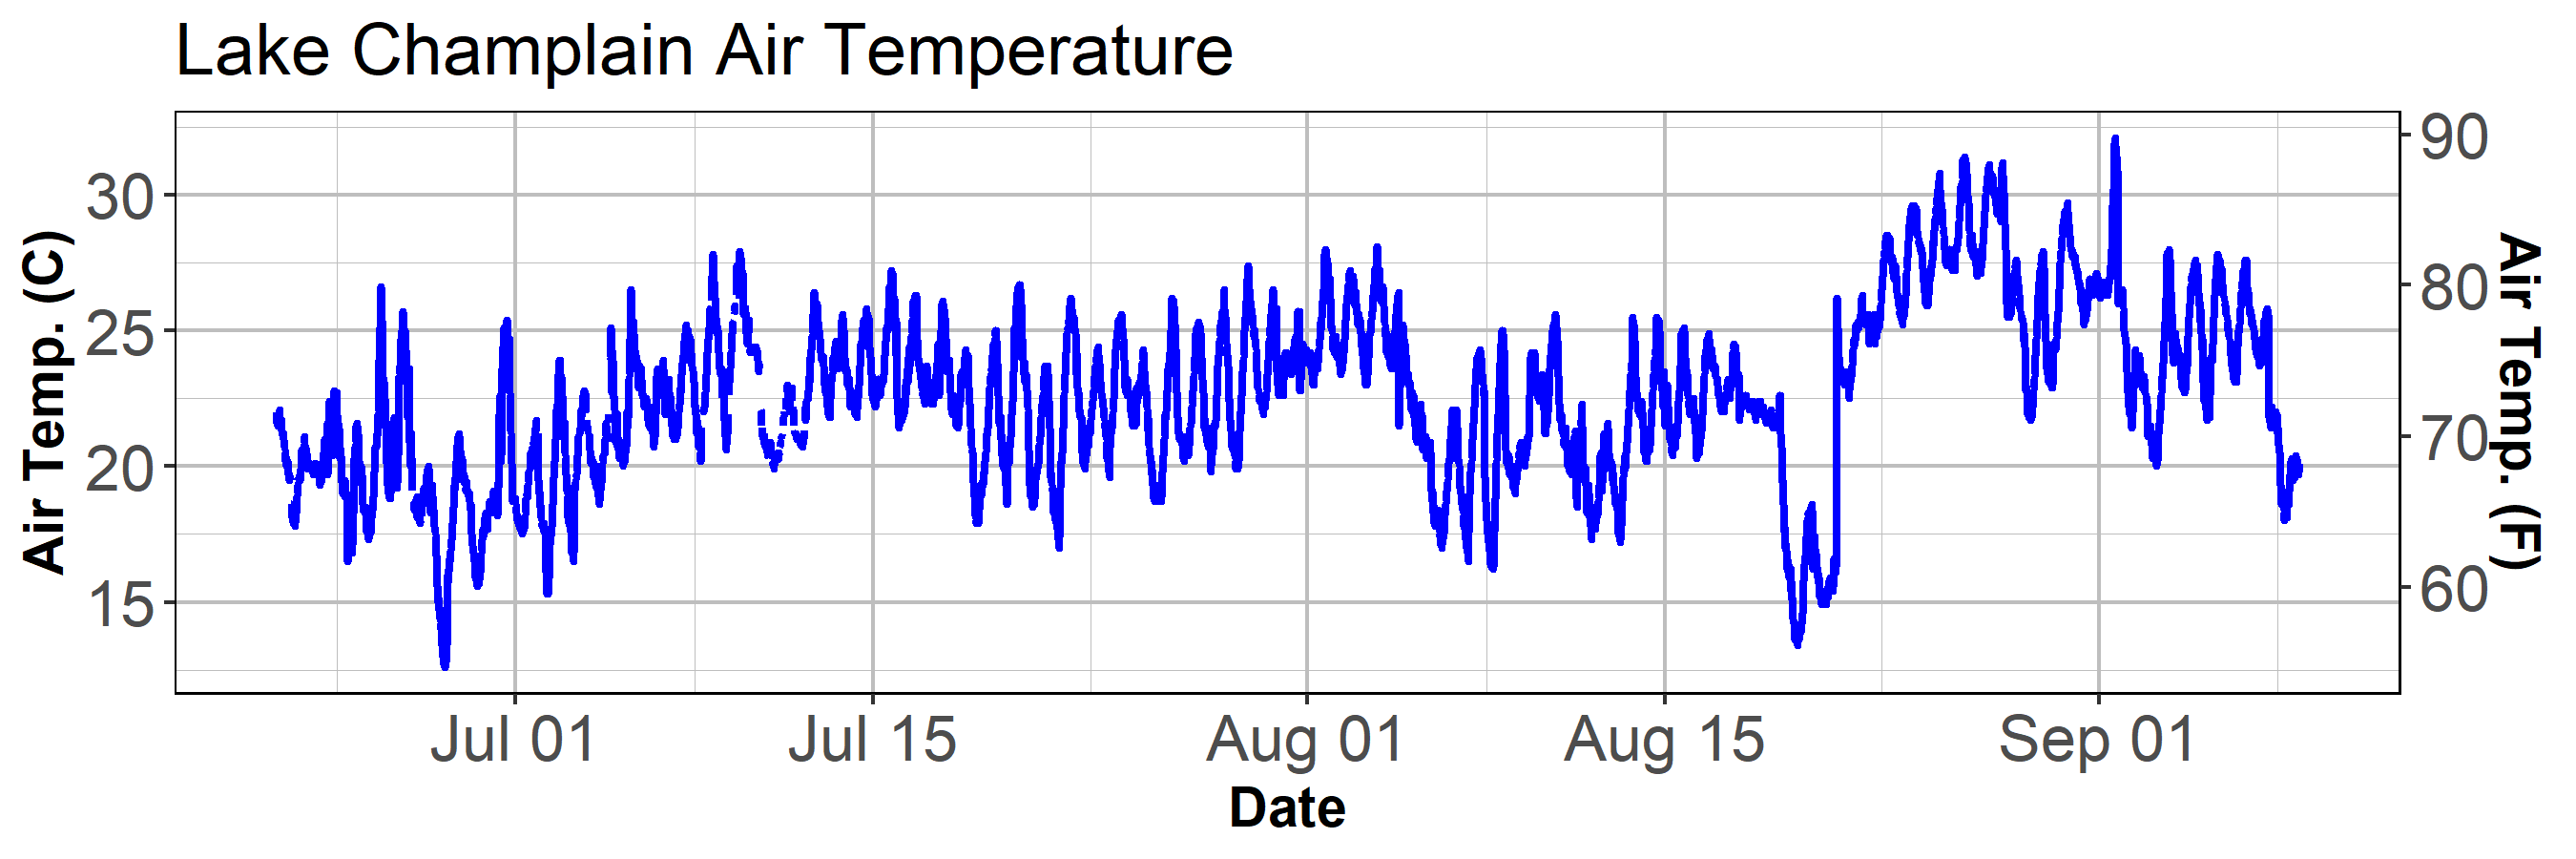 Lake Champlain Air Temperature
Air Temp. (C)
30
25
20
15
90
80
70
60
Air Temp. (F)
Jul 01
Jul 15
Aug 01
Aug 15
Sep 01
Date